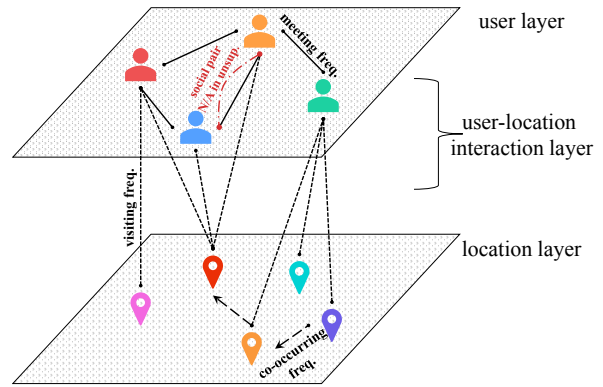 user layer
meeting freq.
social pair
N/A in unsup.
user-location
interaction layer
visiting freq.
location layer
co-occurring
freq.